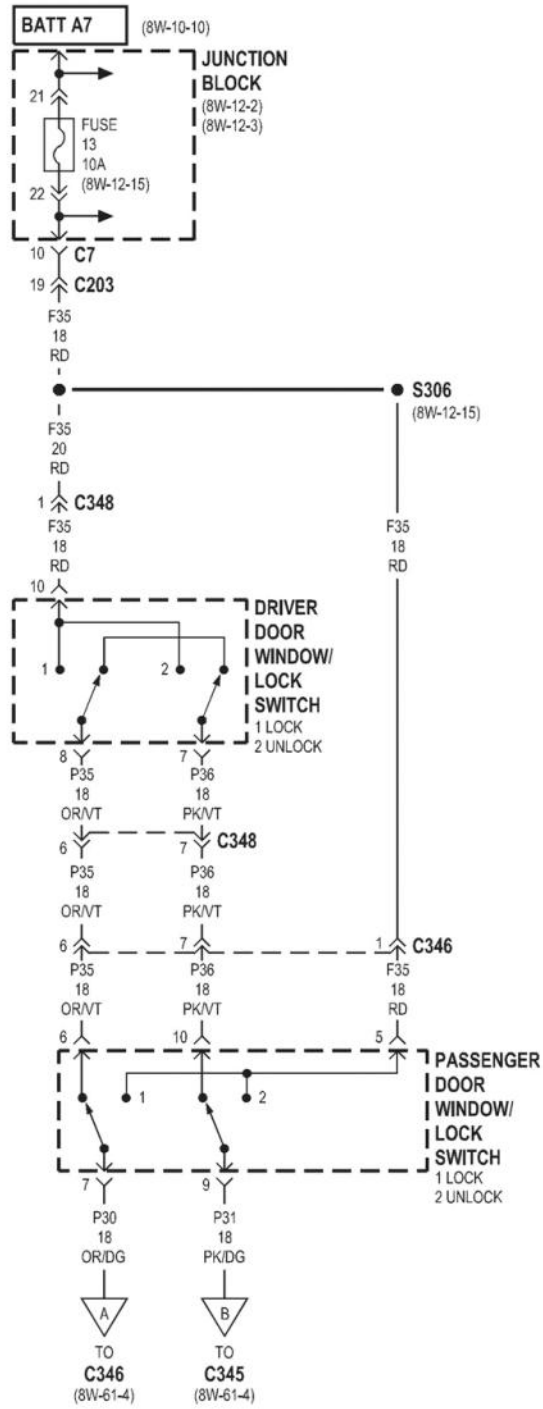 BATT A7 (8W-10-10)
JUNCTION
BLOCK
(8W-12-2)
(8W-12-3)
21
FUSE
13
10A
(8W-12-15)
22
10 C7
19 C203
F35
18
RD
S306
(8W-12-15)
F35
20
RD
1 C348
F35
18
RD
F35
18
RD
10
DRIVER
DOOR
WINDOW/
LOCK
SWITCH
1 LOCK
2 UNLOCK
1 2
8 7
P35 P36
18 18
OR/VT PK/VT
6 7 C348
P35 P36
18 18
OR/VT PK/VT
6 7 1 C346
P35 P36 F35
18 18 18
OR/VT PK/VT RD
6 10 5
PASSENGER
DOOR
WINDOW/
LOCK
SWITCH
1 LOCK
2 UNLOCK
1 2
7 9
P30 P31
18 18
OR/DG PK/DG
A B
TO TO
C346 C345
(8W-61-4) (8W-61-4)